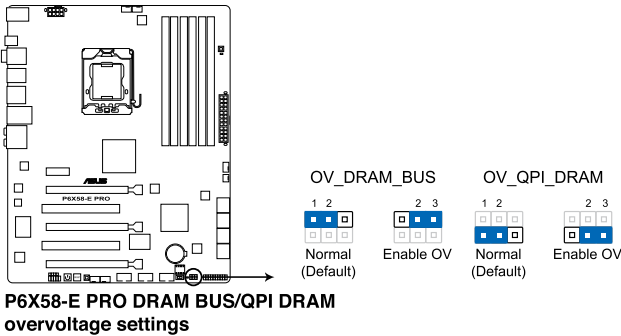 ASUS
P6X58-E PRO
OV_DRAM_BUS
1 2
2 3
Normal
(Default)
Enable OV
OV_QPI_DRAM
1 2
2 3
Normal
(Default)
Enable OV
P6X58-E PRO DRAM BUS/QPI DRAM
overvoltage settings